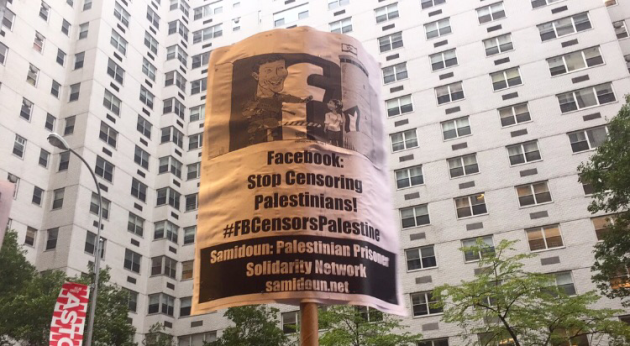 f
Facebook:
Stop Censoring
Palestinians!
#FBCensorsPalestine
Samidoun: Palestinian Prisoner
Solidarity Network
samidoun.net